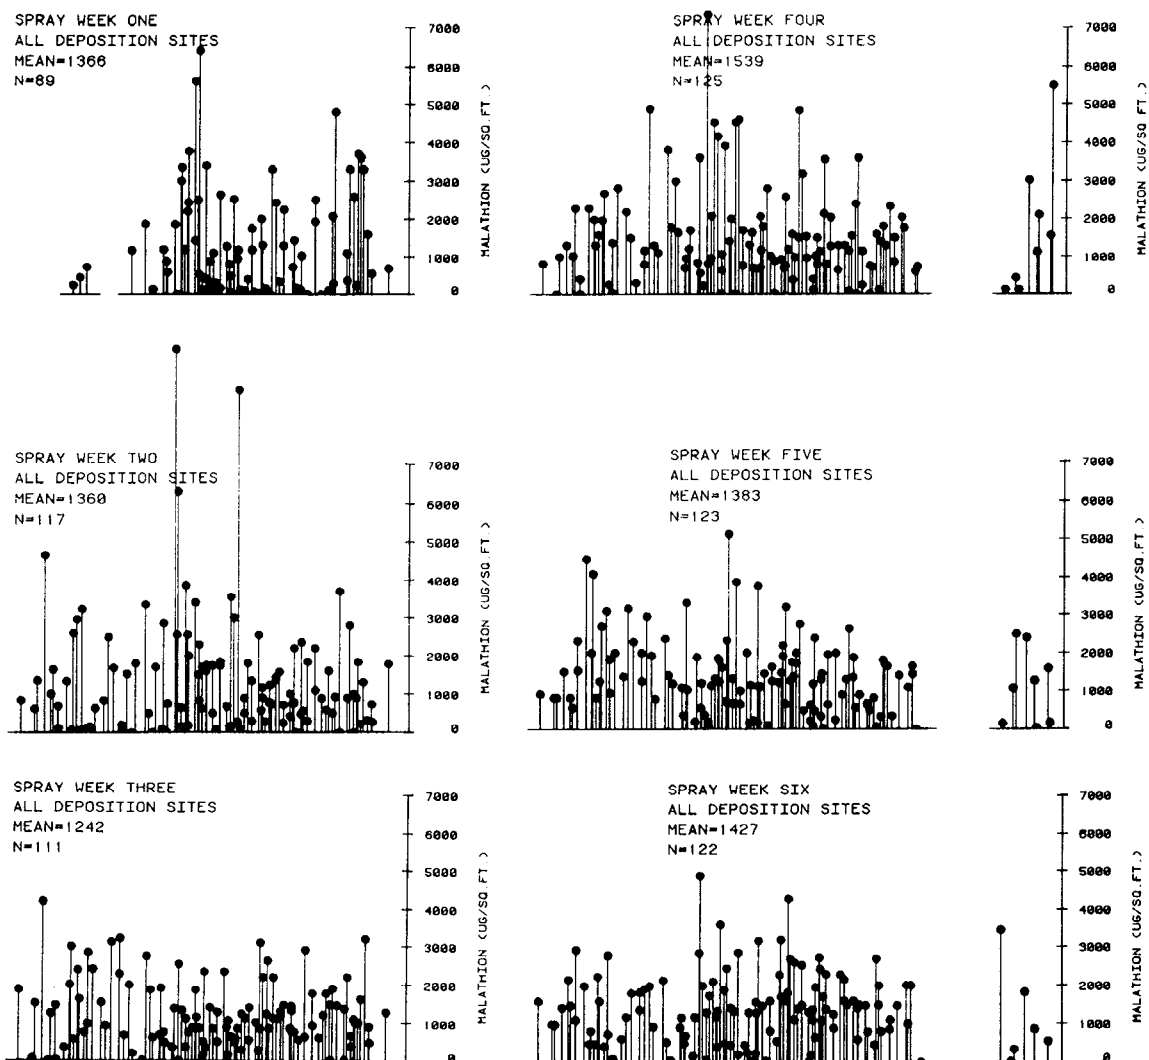 SPRAY WEEK ONE
ALL DEPOSITION SITES
MEAN=1366
N=89
7000
6000
5000
4000
3000
2000
1000
0
MALATHION (UG/SQ.FT.)
SPRAY WEEK FOUR
ALL DEPOSITION SITES
MEAN=1539
N=125
7000
6000
5000
4000
3000
2000
1000
0
MALATHION (UG/SQ FT.)
SPRAY WEEK TWO
ALL DEPOSITION SITES
MEAN=1360
N=117
7000
6000
5000
4000
3000
2000
1000
0
MALATHION (UG/SQ.FT.)
SPRAY WEEK FIVE
ALL DEPOSITION SITES
MEAN=1383
N=123
7000
6000
5000
4000
3000
2000
1000
0
MALATHION (UG/SQ.FT.)
SPRAY WEEK THREE
ALL DEPOSITION SITES
MEAN=1242
N=111
7000
6000
5000
4000
3000
2000
1000
0
MALATHION (UG/SQ.FT.)
SPRAY WEEK SIX
ALL DEPOSITION SITES
MEAN=1427
N=122
7000
6000
5000
4000
3000
2000
1000
0
MALATHION (UG/SQ.FT.)